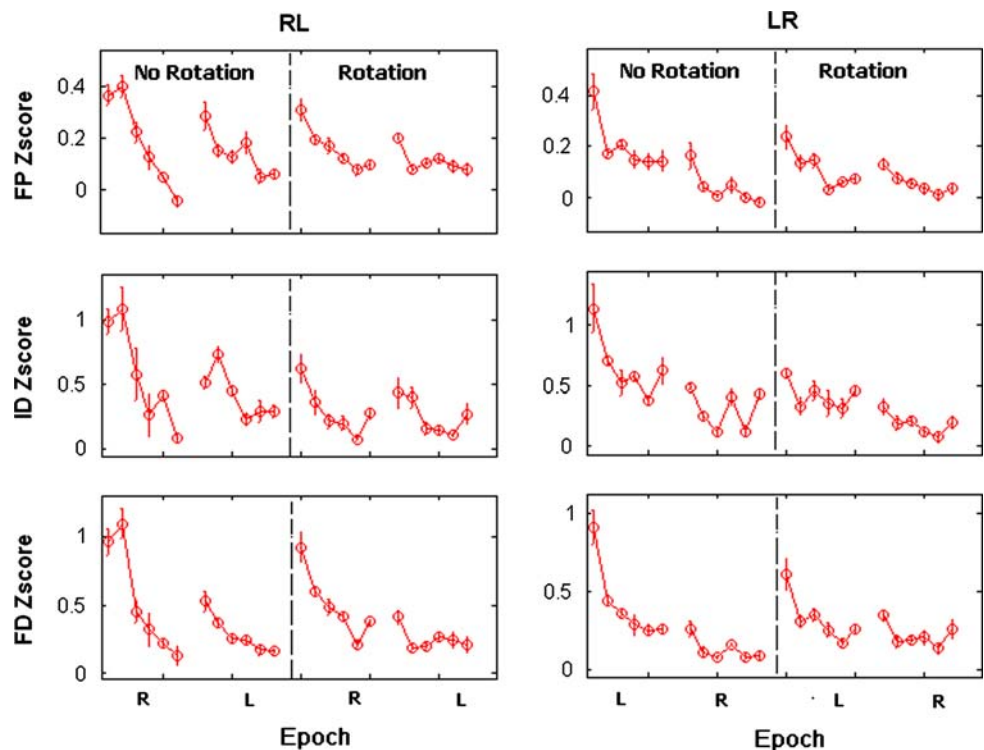 RL
LR
FP Zscore
No Rotation
Rotation
0.4
0.2
0
No Rotation
Rotation
0.4
0.2
0
ID Zscore
1
0.5
0
1
0.5
0
FD Zscore
1
0.5
0
1
0.5
0
R L R L
L R . L R
Epoch
Epoch